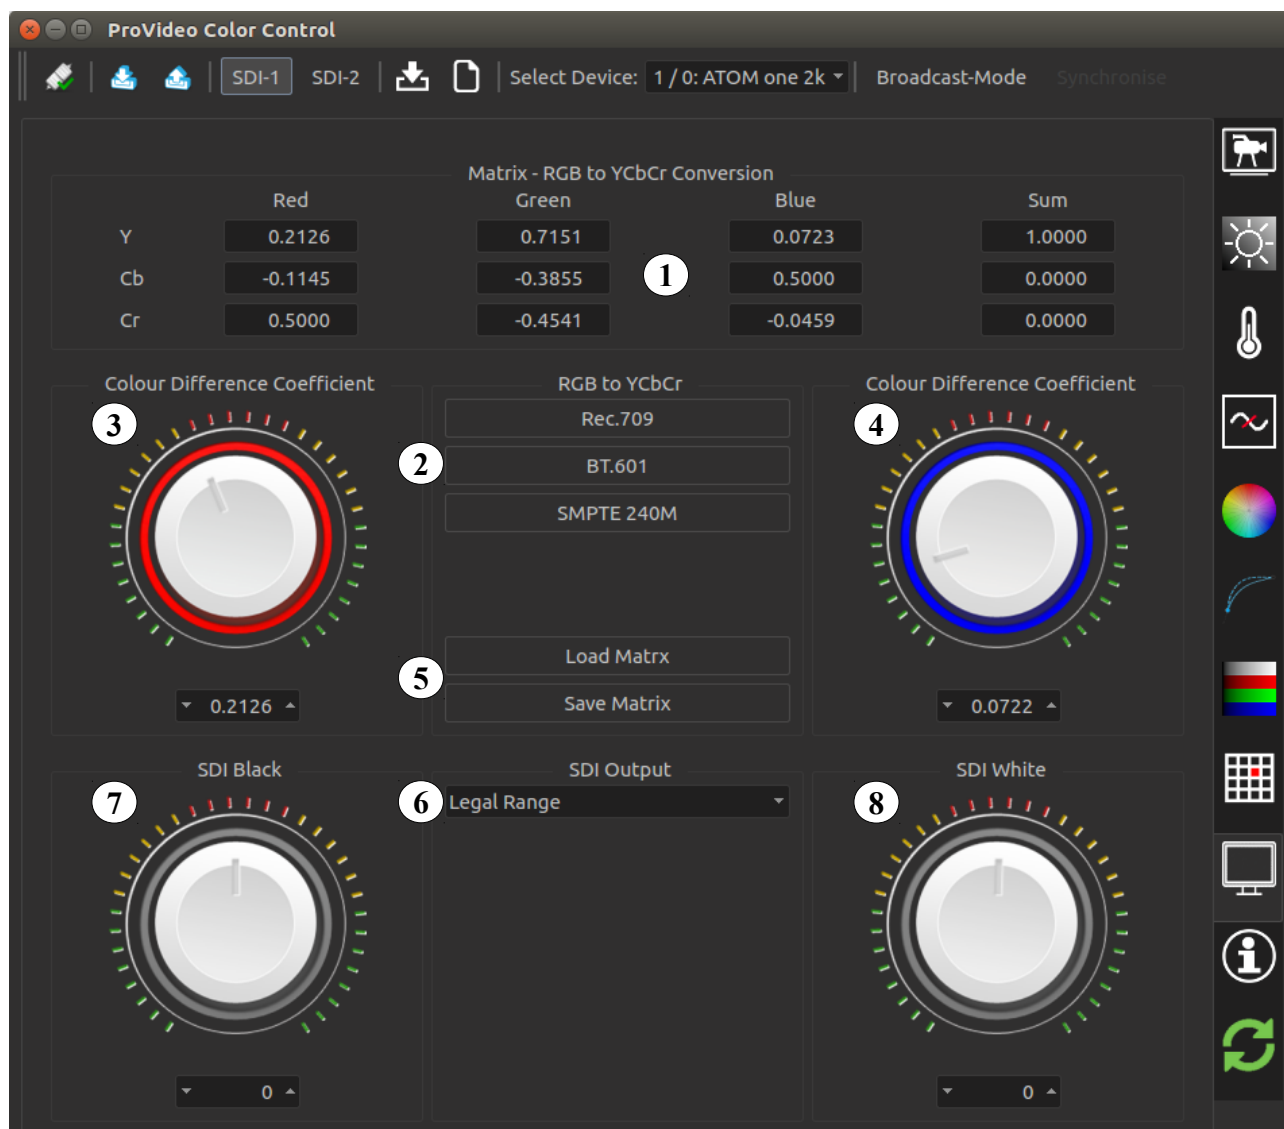 ProVideo Color Control
SDI-1 SDI-2 Select Device: 1 / 0: ATOM one 2k Broadcast-Mode Synchronise
Matrix - RGB to YCbCr Conversion
Red Green Blue Sum
Y 0.2126 0.7151 0.0723 1.0000
Cb -0.1145 -0.3855 1 0.5000 0.0000
Cr 0.5000 -0.4541 -0.0459 0.0000
Colour Difference Coefficient RGB to YCbCr Colour Difference Coefficient
3 Rec.709 4
2 BT.601
SMPTE 240M
Load Matrx
5
Save Matrix
0.2126 0.0722
SDI Black SDI Output SDI White
7 6 Legal Range 8
0 0